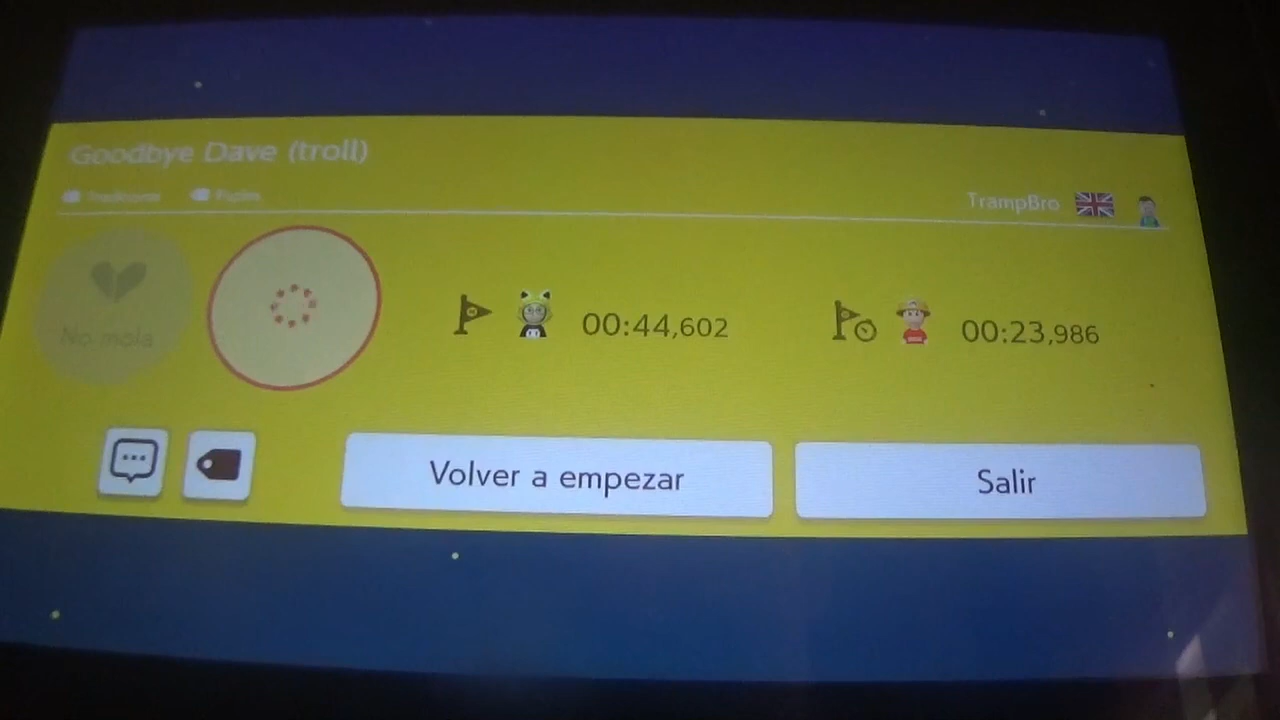 Goodbye Dave (troll)
TrampBro
No mola
00:44,602
00:23,986
Volver a empezar
Salir